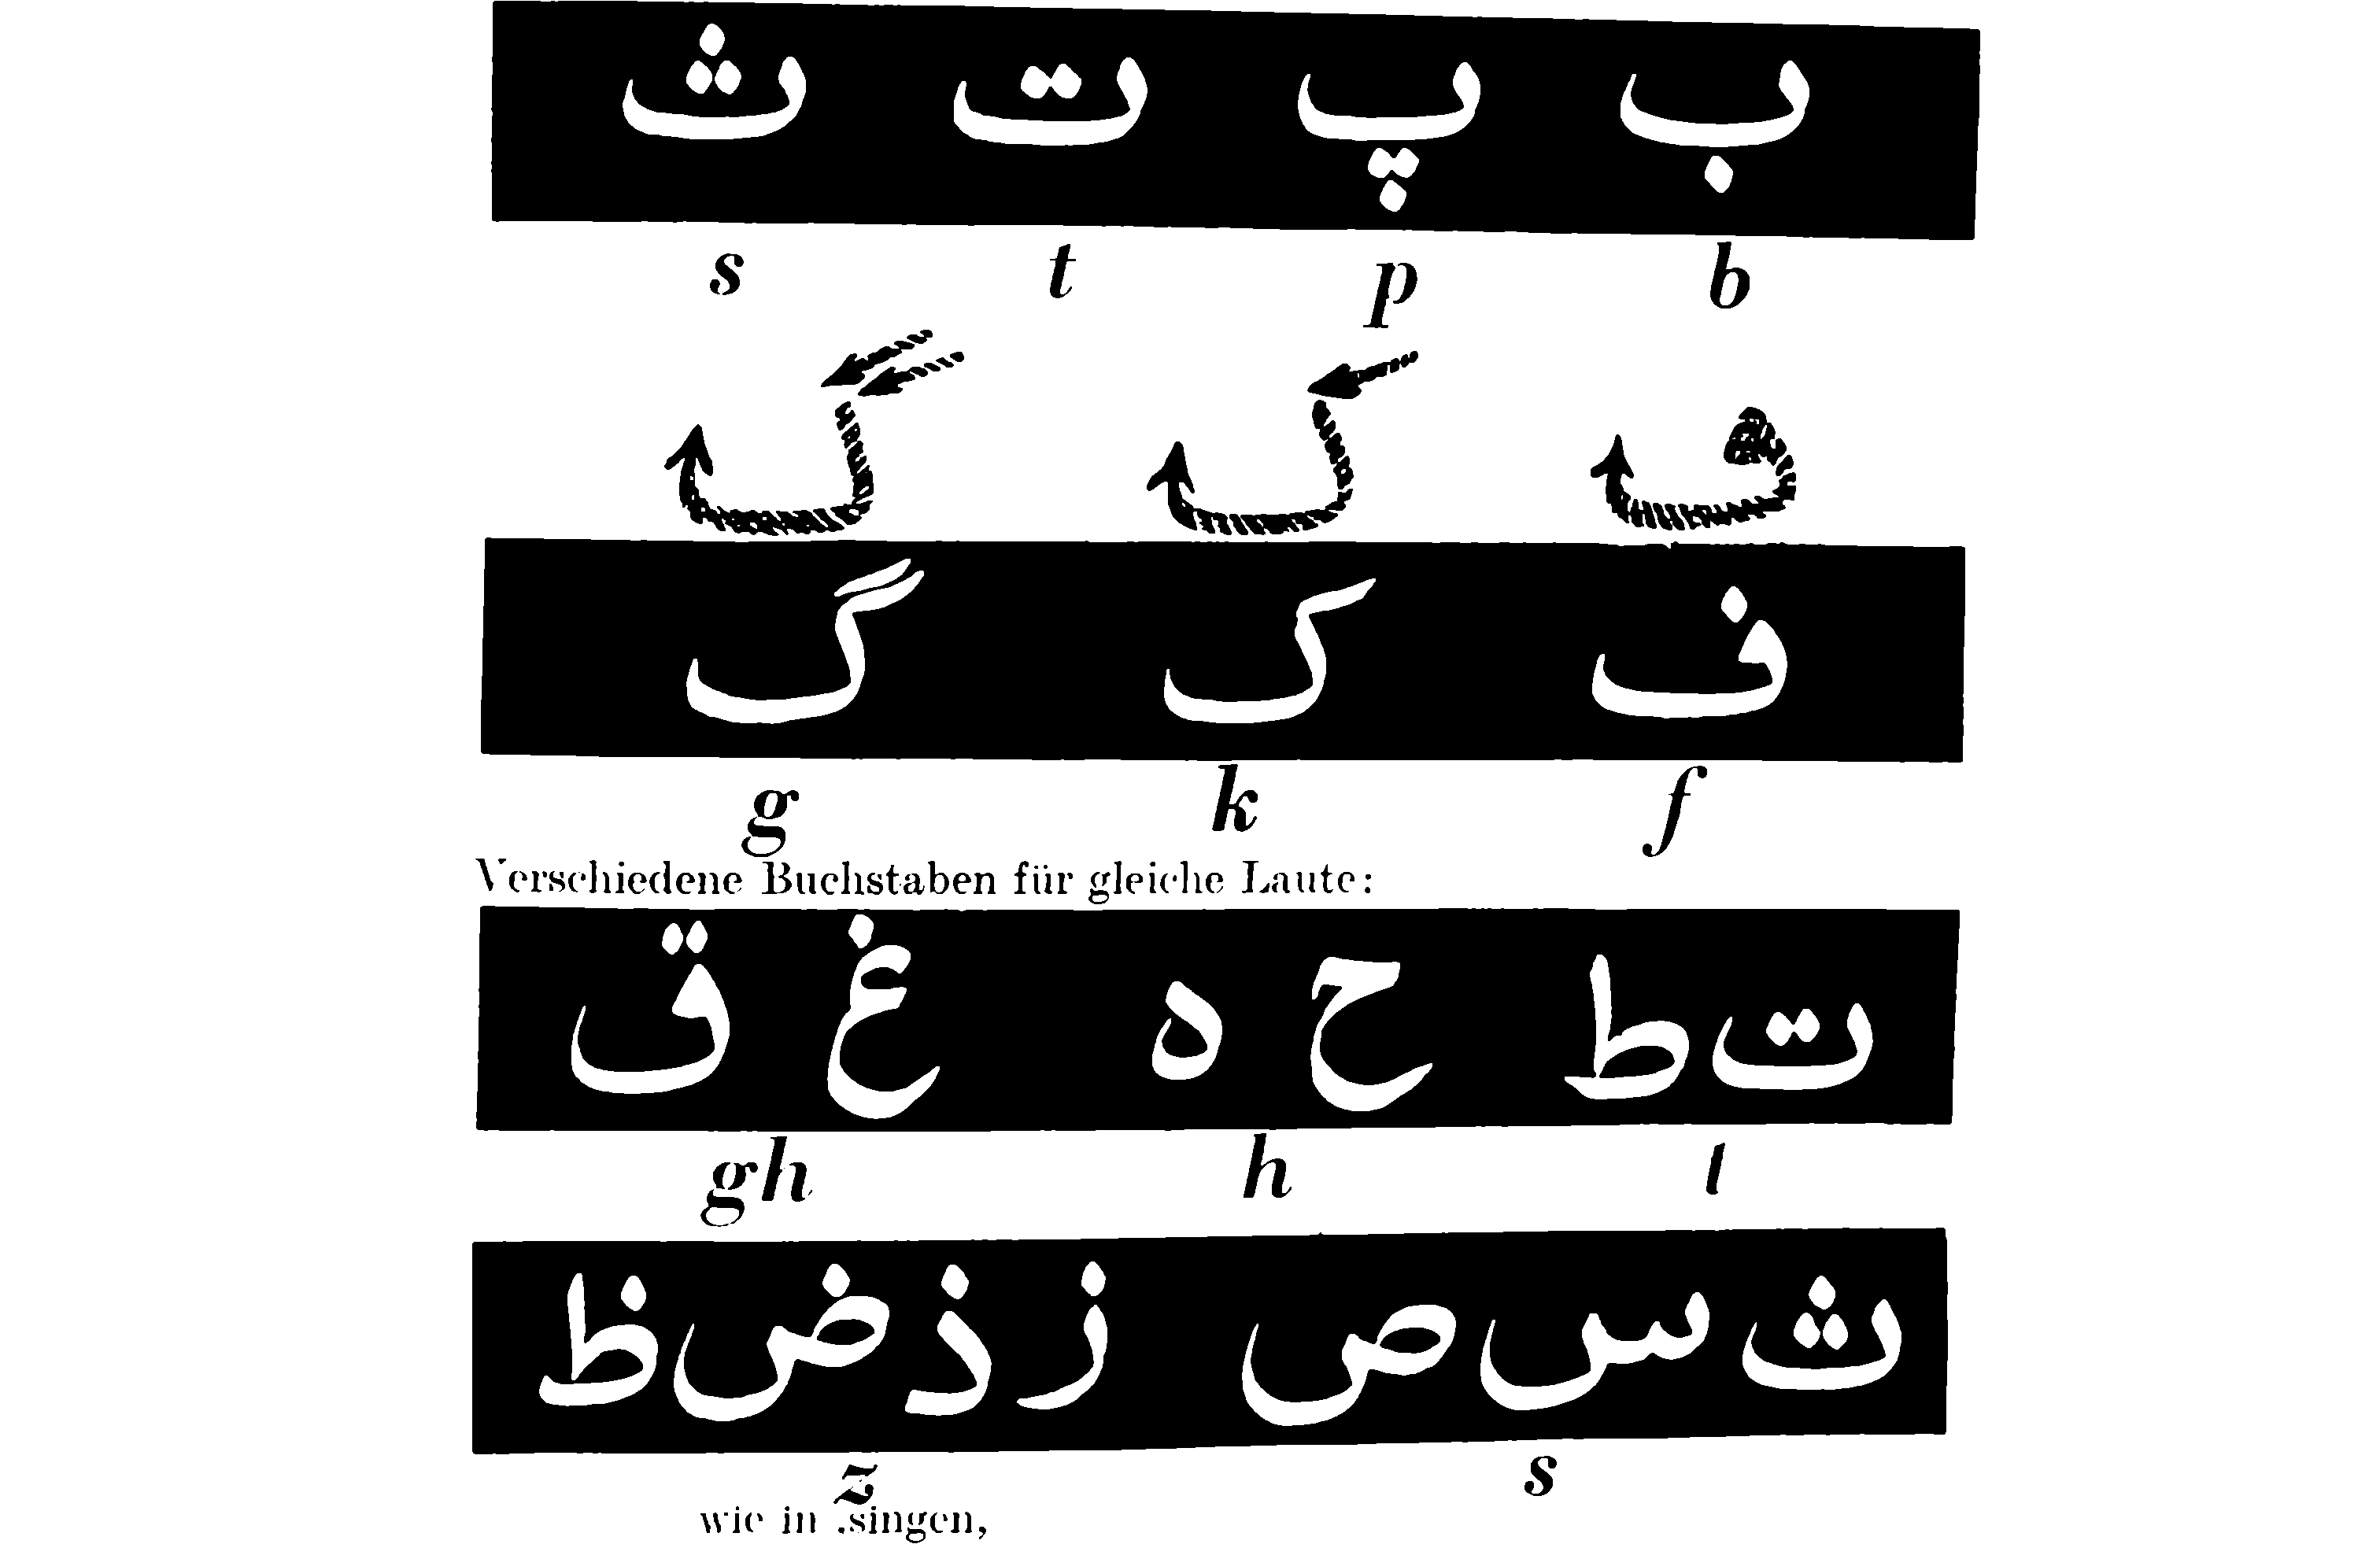 ب پ ت ث
b p t s
ف ک گ
f k g
Verschiedene Buchstaben für gleiche Laute:
ت ط ح ه غ ق
t h gh
ث س ص ز ذ ض ظ
s z
wie in singen,